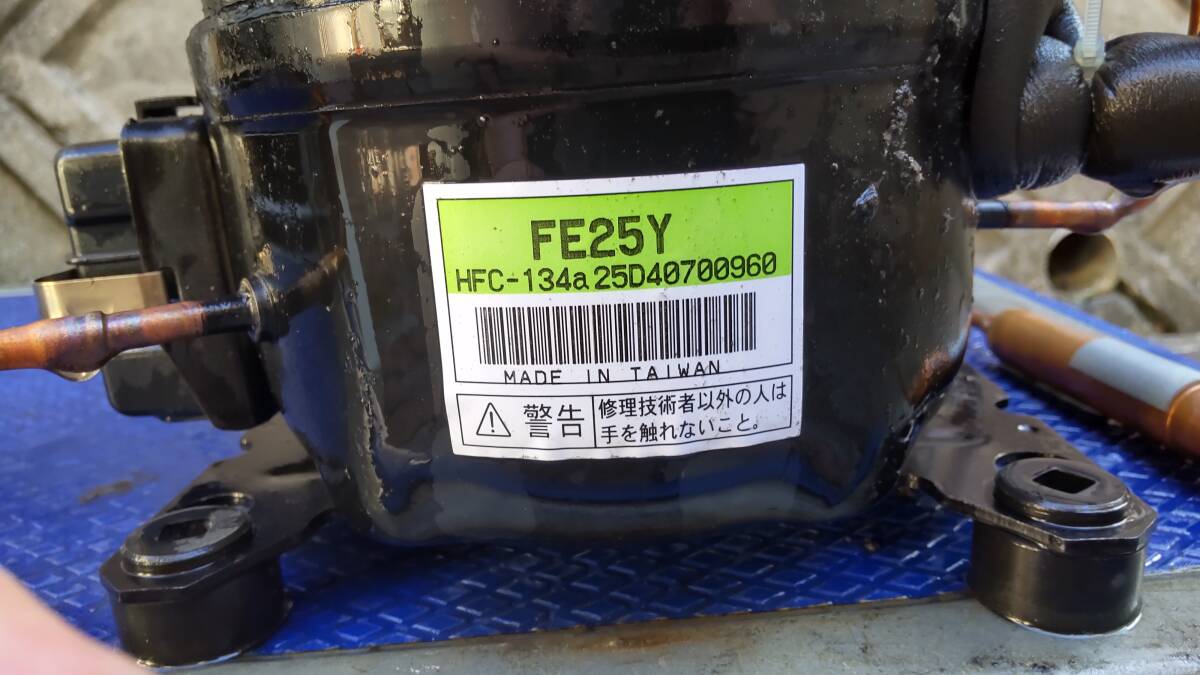 FE25Y
HFC-134a 25D40700960
MADE IN TAIWAN
警告
修理技術者以外の人は
手を触れないこと。